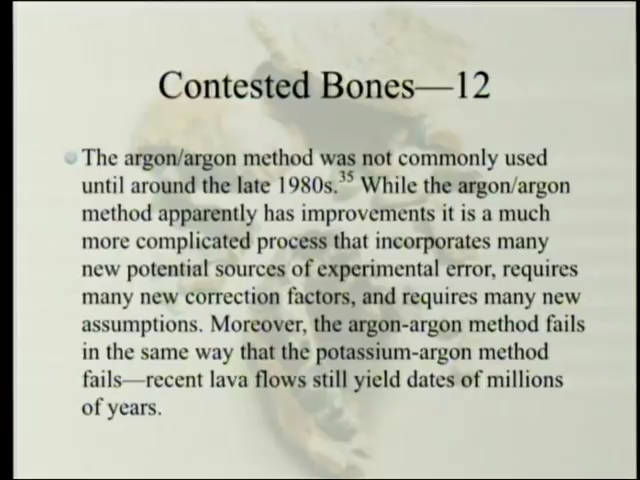 Contested Bones—12
The argon/argon method was not commonly used
until around the late 1980s.35 While the argon/argon
method apparently has improvements it is a much
more complicated process that incorporates many
new potential sources of experimental error, requires
many new correction factors, and requires many new
assumptions. Moreover, the argon-argon method fails
in the same way that the potassium-argon method
fails—recent lava flows still yield dates of millions
of years.